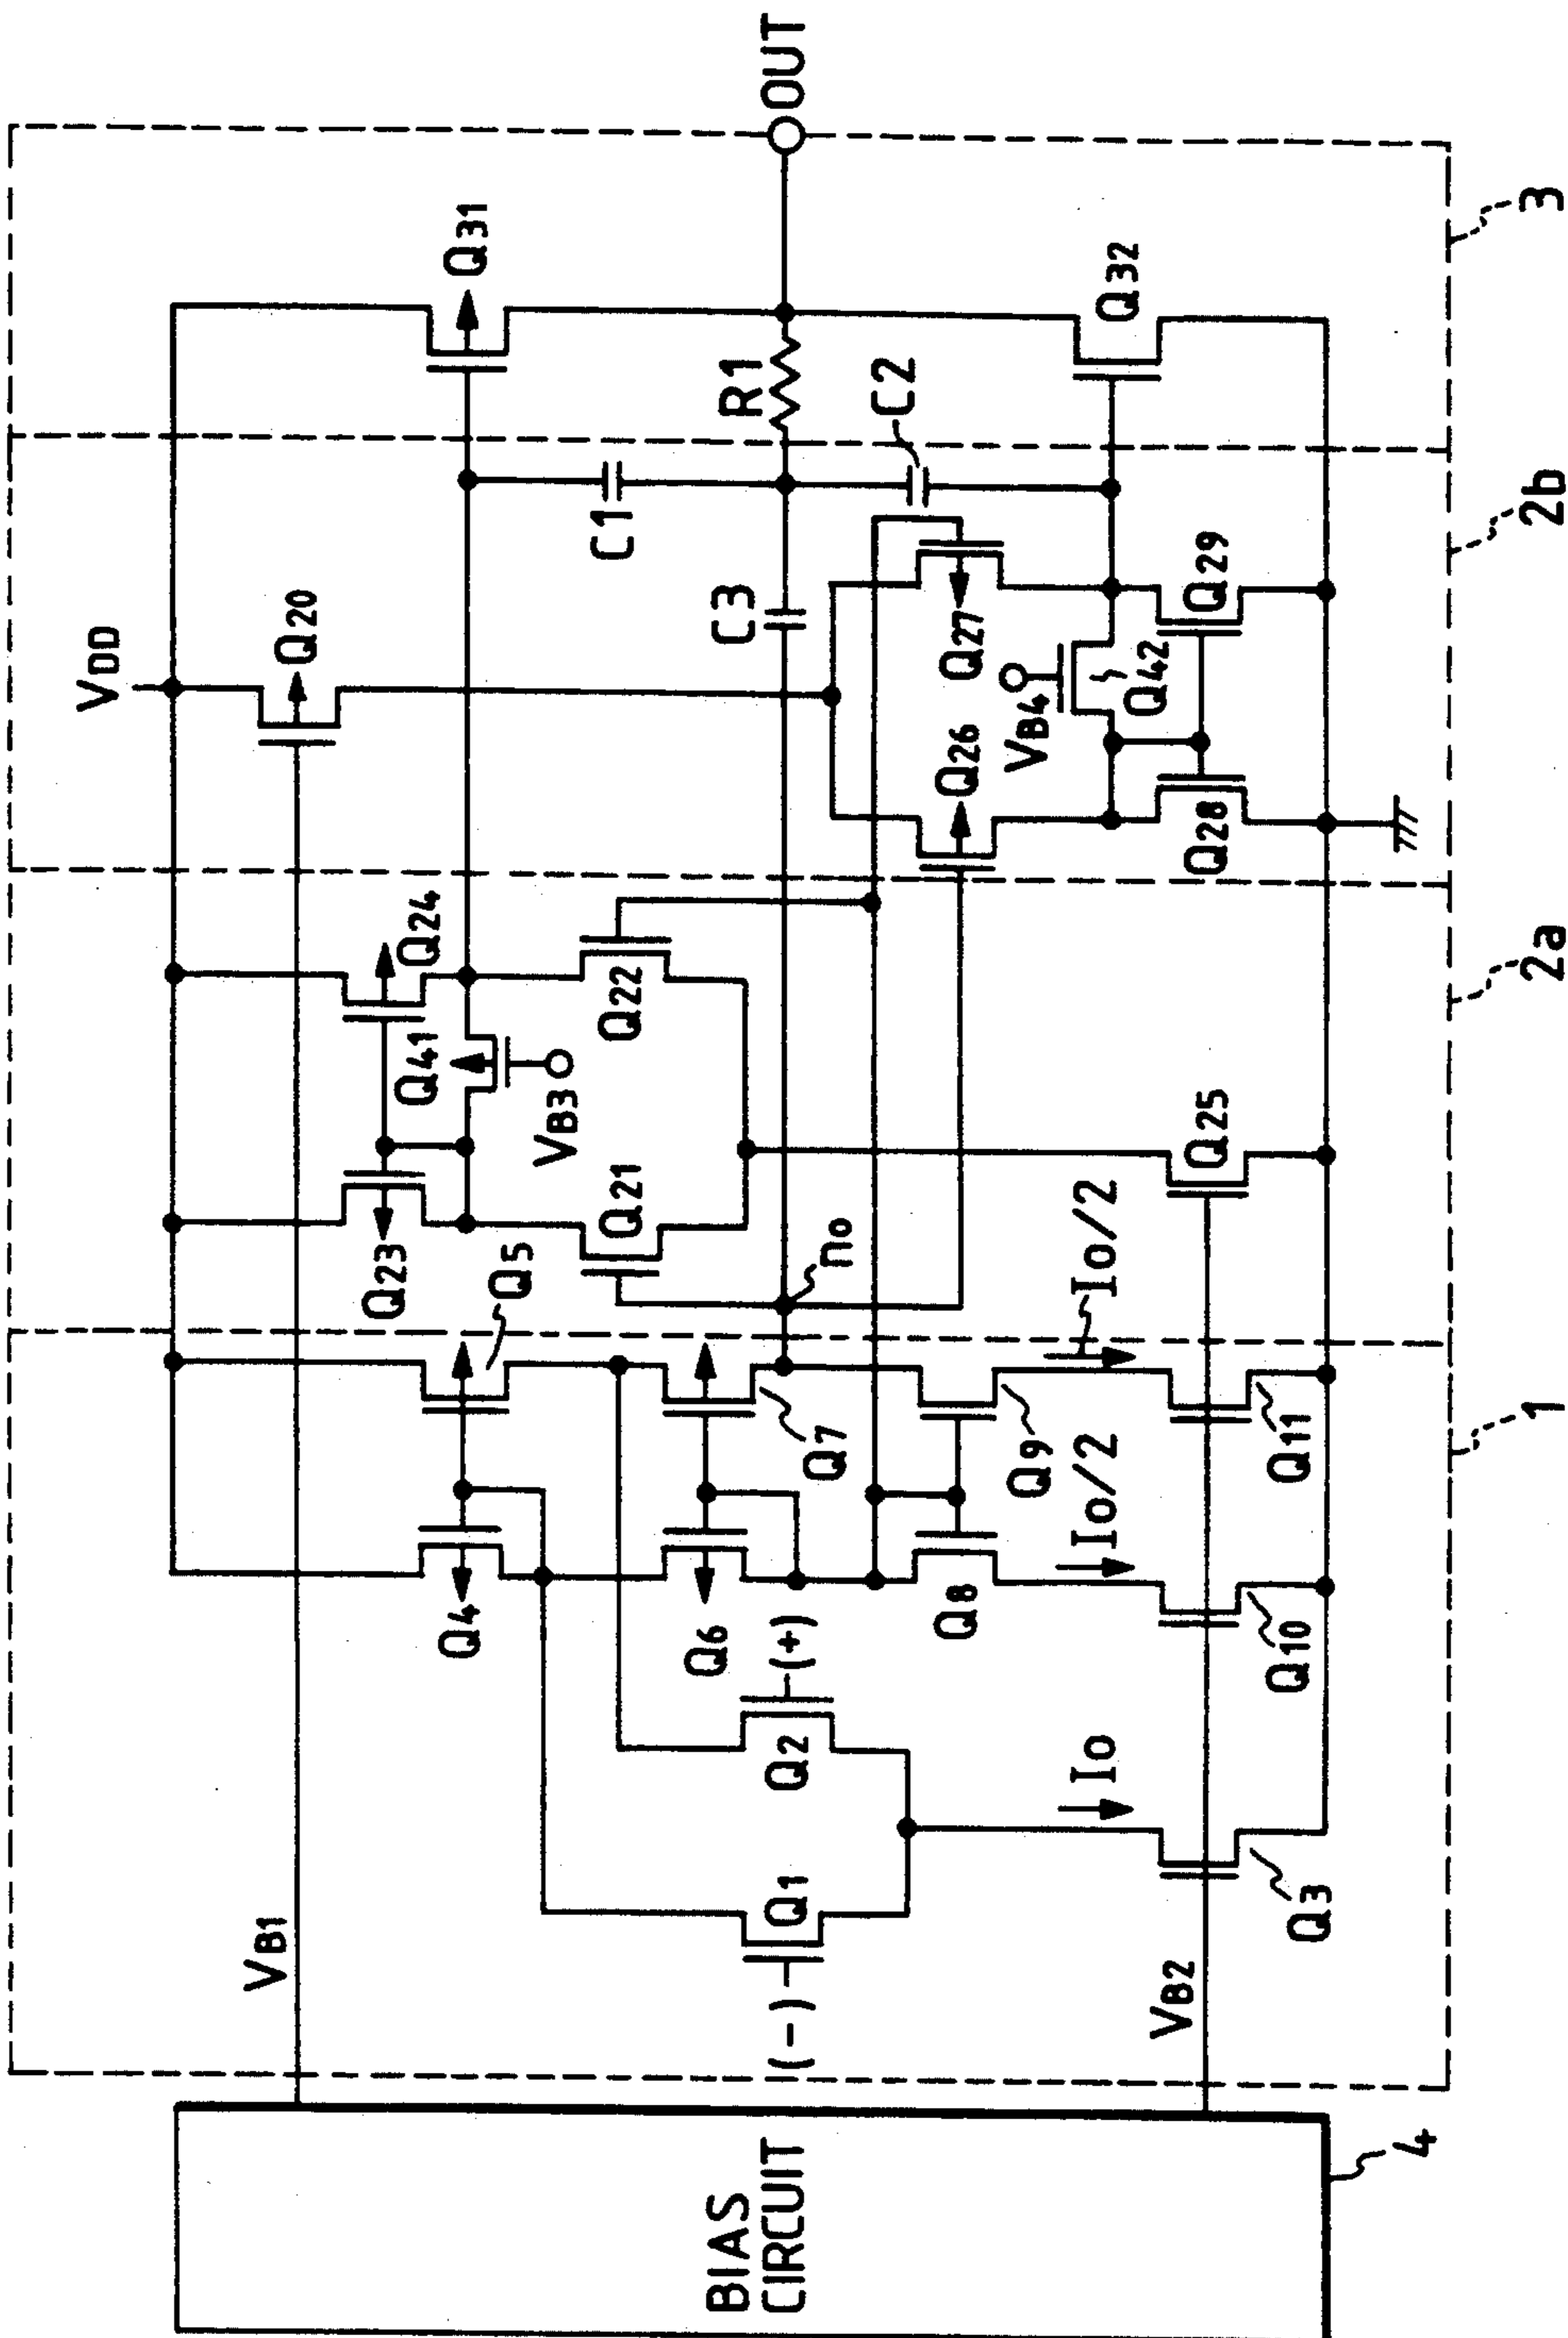 BIAS
CIRCUIT
4
VB1
VB2
VDD
(-)
Q1
Q2
(+)
Io
Q3
Q4
Q5
Q6
Q7
Q8
Q9
Io/2
Io/2
Q10
Q11
1
no
Q23
Q24
Q41
VB3
Q21
Q22
Q25
2a
Q20
C3
C1
C2
Q26
Q27
VB4
Q42
Q28
Q29
2b
R1
Q31
Q32
3
OUT